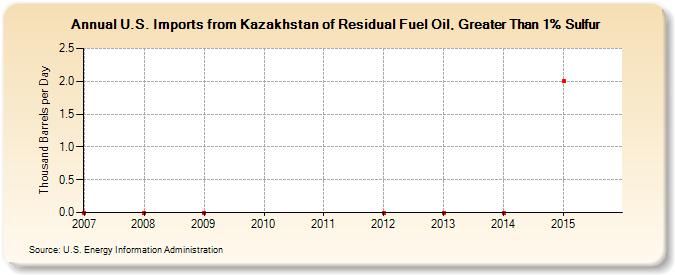 Annual U.S. Imports from Kazakhstan of Residual Fuel Oil, Greater Than 1% Sulfur
Thousand Barrels per Day
2.5
2.0
1.5
1.0
0.5
0.0
2007 2008 2009 2010 2011 2012 2013 2014 2015
Source: U.S. Energy Information Administration